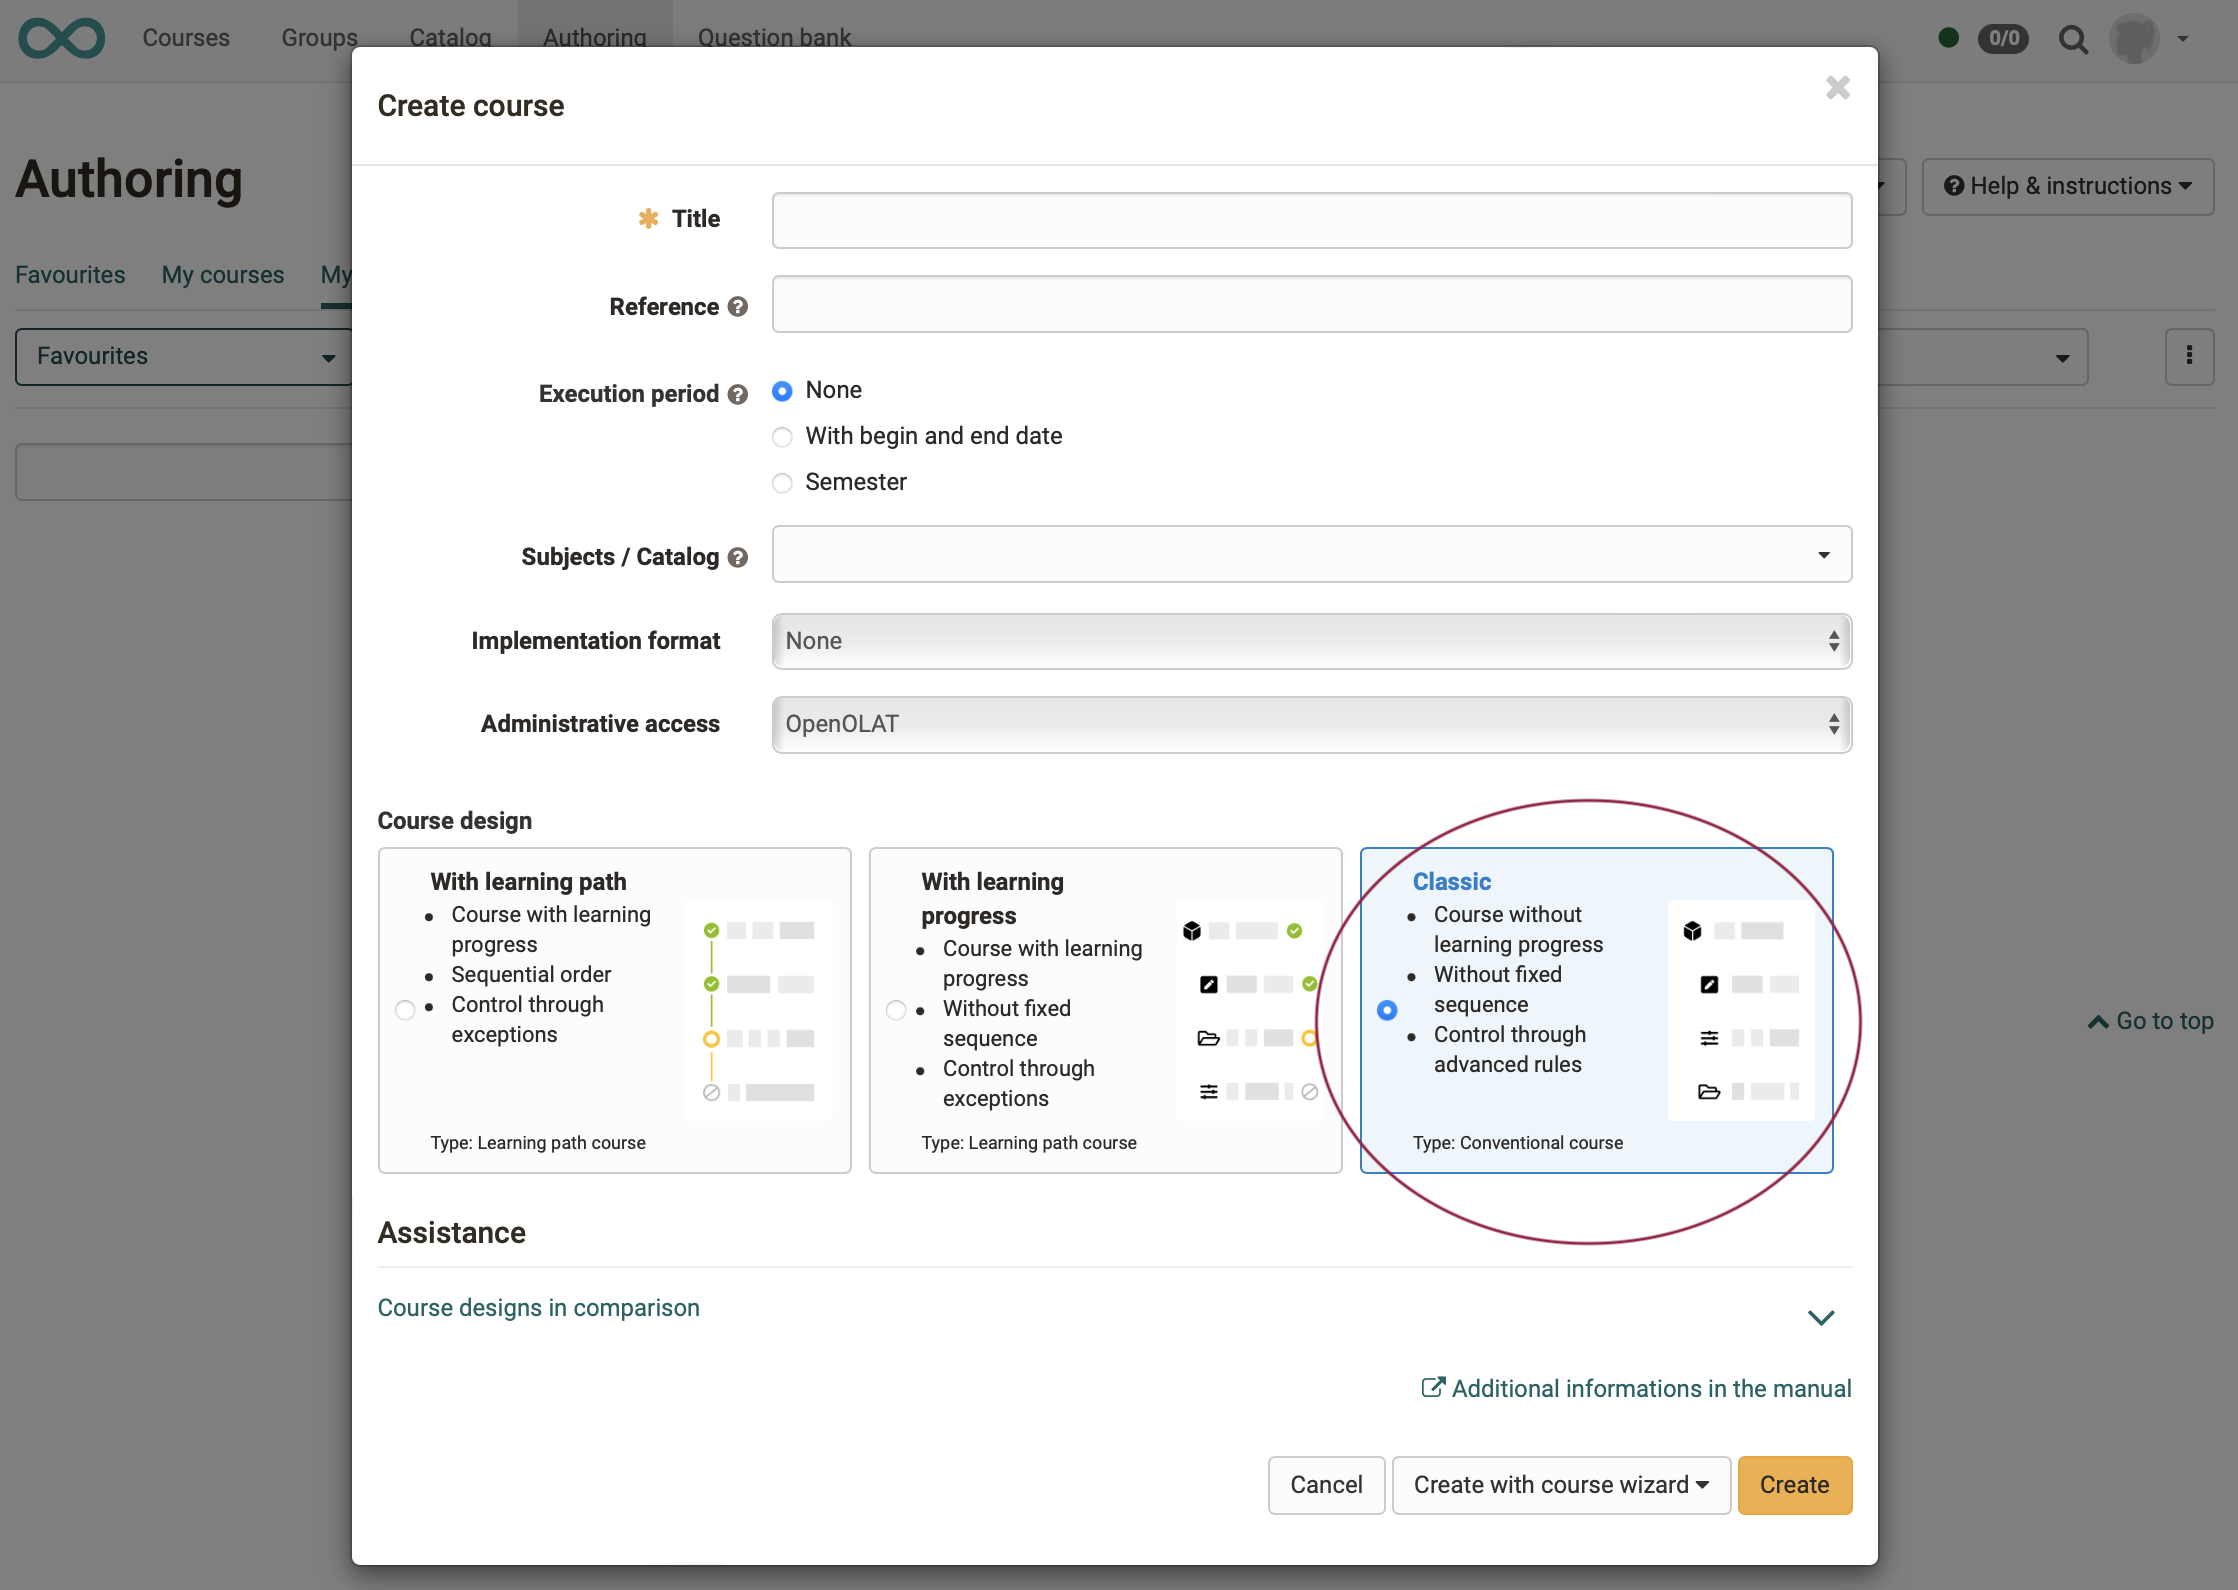 Courses Groups Catalog Authoring Question bank 0/0
Create course
Authoring
Help & instructions
Title
Favourites My courses My
Reference
Favourites
Execution period None
With begin and end date
Semester
Subjects / Catalog
Implementation format None
Administrative access OpenOLAT
Course design
With learning path
Course with learning
progress
Sequential order
Control through
exceptions
Type: Learning path course
With learning
progress
Course with learning
progress
Without fixed
sequence
Control through
exceptions
Type: Learning path course
Classic
Course without
learning progress
Without fixed
sequence
Control through
advanced rules
Type: Conventional course
Go to top
Assistance
Course designs in comparison
Additional informations in the manual
Cancel Create with course wizard Create